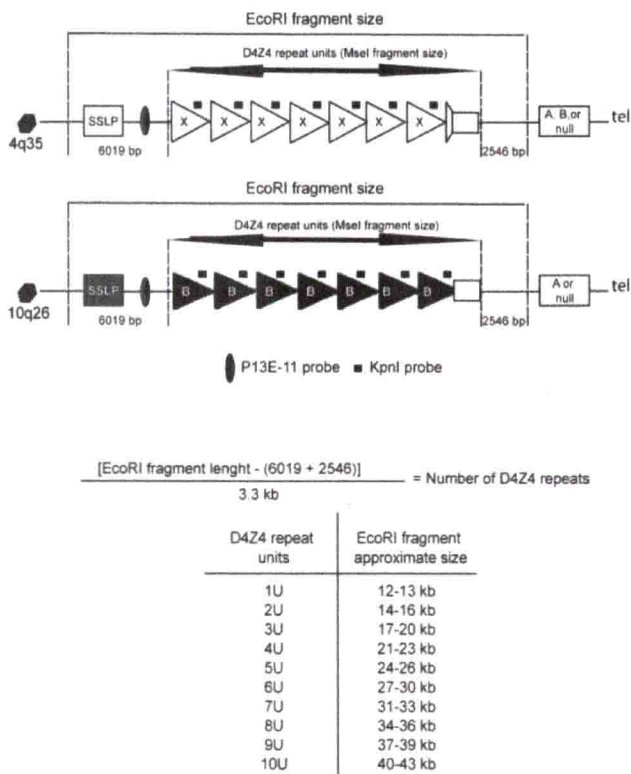 EcoRI fragment size
D4Z4 repeat units (MseI fragment size)
SSLP
X X X X X X X
A, B, or
null
tel
4q35
6019 bp
2546 bp
EcoRI fragment size
D4Z4 repeat units (MseI fragment size)
SSLP
B B B B B B B
A or
null
tel
10q26
6019 bp
2546 bp
P13E-11 probe KpnI probe
[EcoRI fragment lenght - (6019 + 2546)]
3.3 kb
= Number of D4Z4 repeats
D4Z4 repeat
units
EcoRI fragment
approximate size
1U 12-13 kb
2U 14-16 kb
3U 17-20 kb
4U 21-23 kb
5U 24-26 kb
6U 27-30 kb
7U 31-33 kb
8U 34-36 kb
9U 37-39 kb
10U 40-43 kb